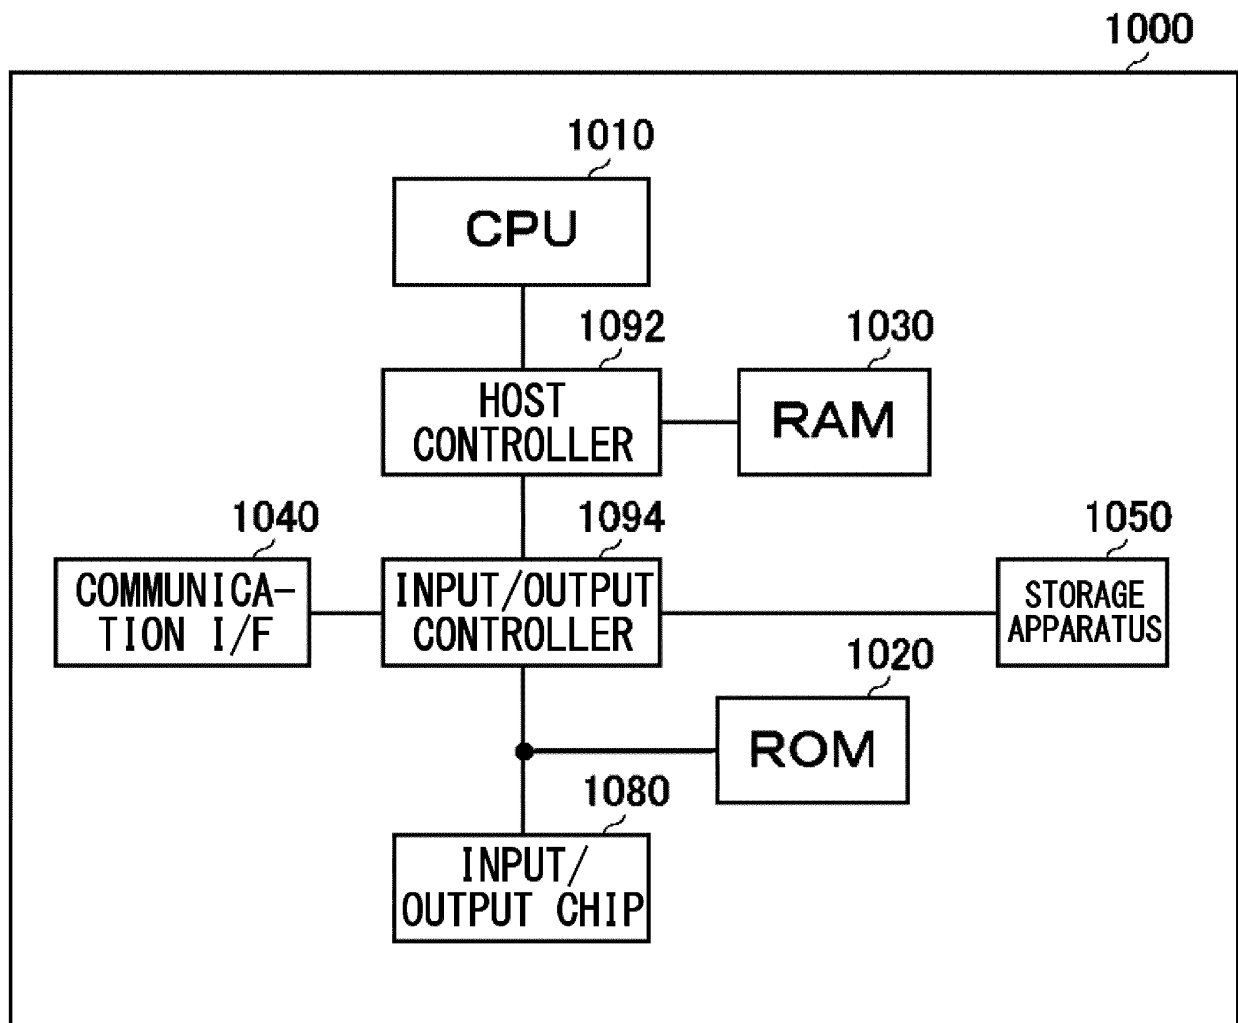 1000
1010
CPU
1092
1030
HOST
CONTROLLER
RAM
1040
1094
1050
COMMUNICA-
TION I/F
INPUT/OUTPUT
CONTROLLER
STORAGE
APPARATUS
1020
ROM
1080
INPUT/
OUTPUT CHIP